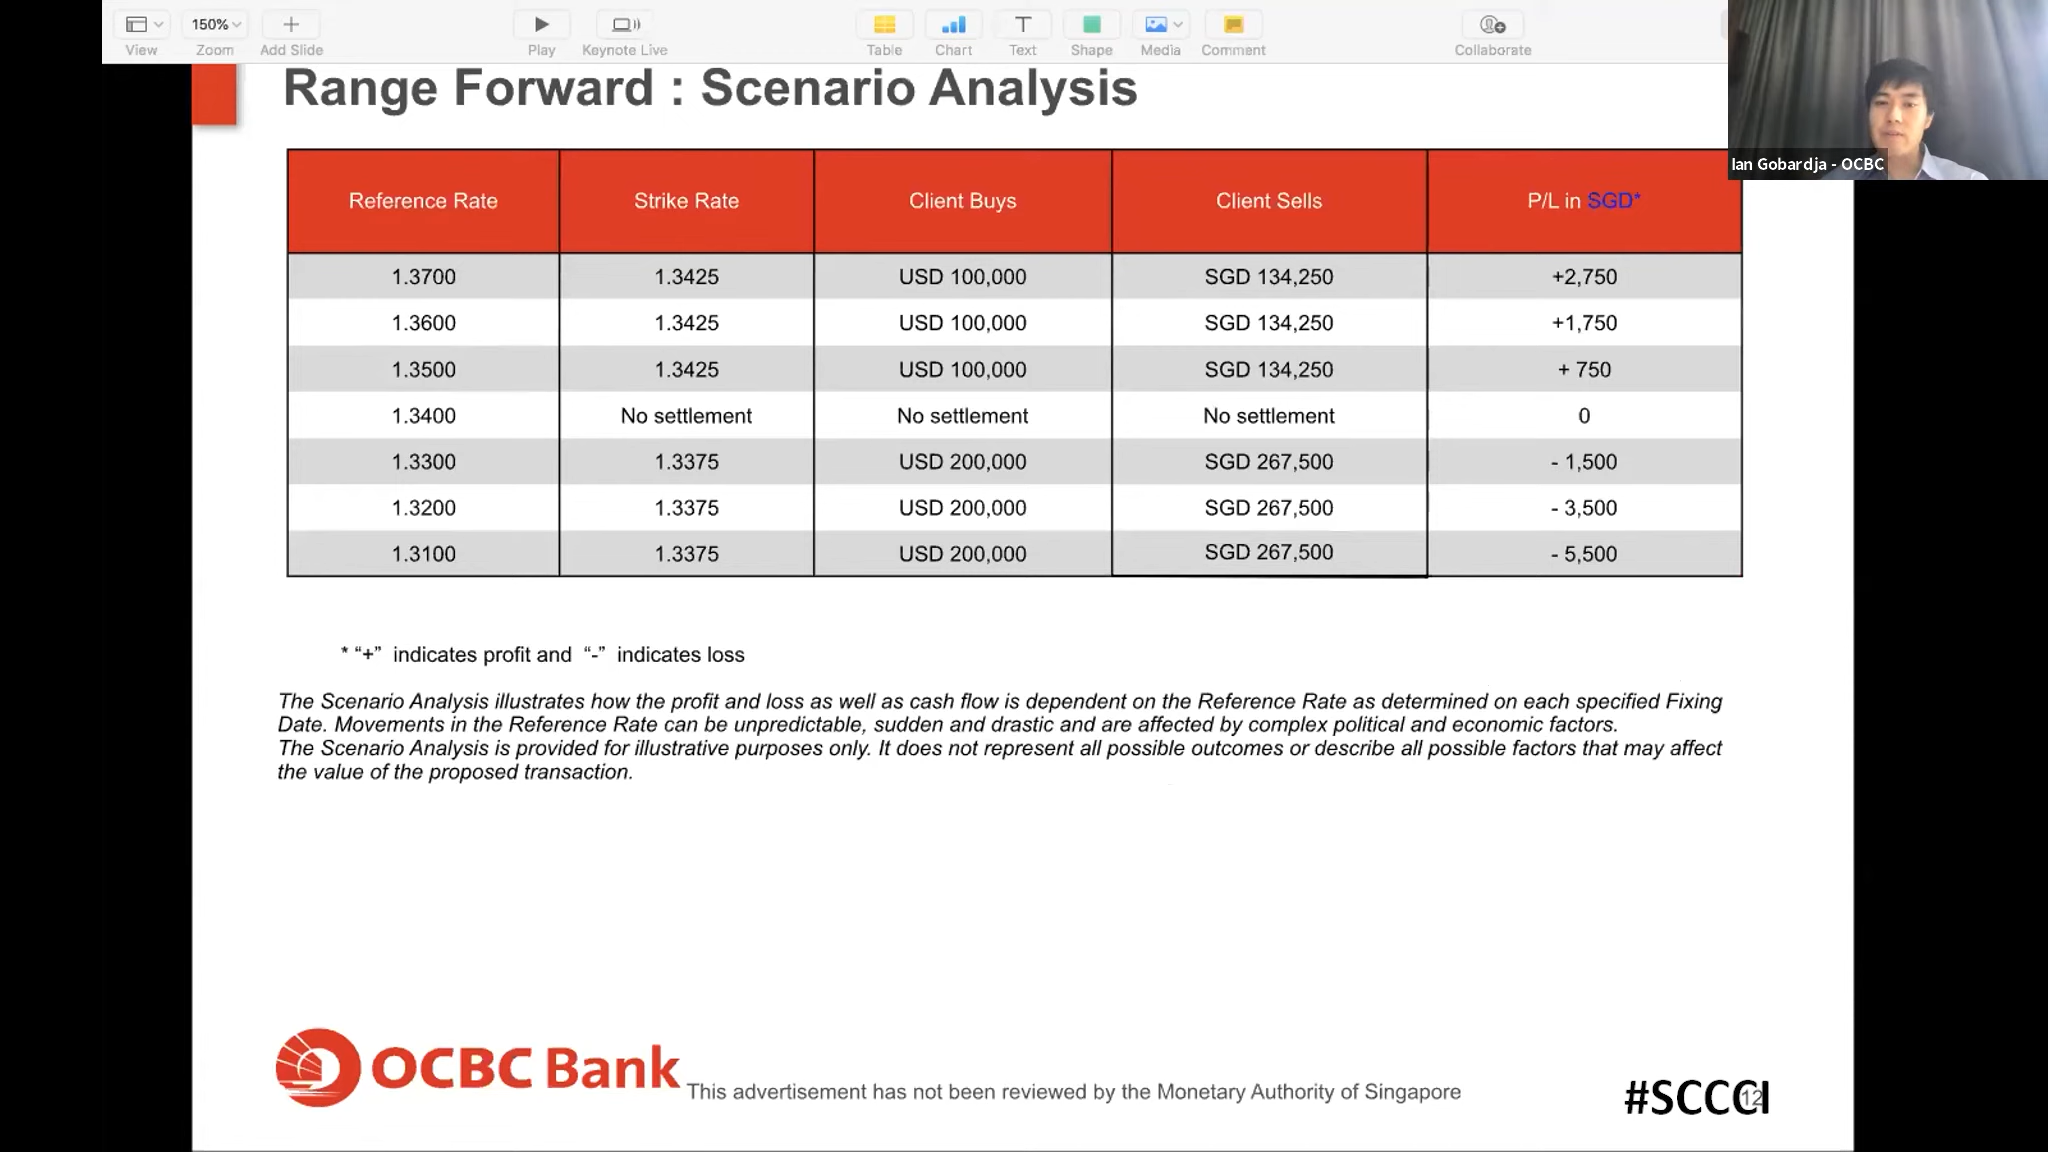 150%
View
Zoom
Add Slide
Play
Keynote Live
Table
Chart
Text
Shape
Media
Comment
Collaborate
Ian Gobardja - OCBC
Range Forward : Scenario Analysis
Reference Rate Strike Rate Client Buys Client Sells P/L in SGD*
1.3700 1.3425 USD 100,000 SGD 134,250 +2,750
1.3600 1.3425 USD 100,000 SGD 134,250 +1,750
1.3500 1.3425 USD 100,000 SGD 134,250 + 750
1.3400 No settlement No settlement No settlement 0
1.3300 1.3375 USD 200,000 SGD 267,500 - 1,500
1.3200 1.3375 USD 200,000 SGD 267,500 - 3,500
1.3100 1.3375 USD 200,000 SGD 267,500 - 5,500
* “+” indicates profit and “-” indicates loss
The Scenario Analysis illustrates how the profit and loss as well as cash flow is dependent on the Reference Rate as determined on each specified Fixing
Date. Movements in the Reference Rate can be unpredictable, sudden and drastic and are affected by complex political and economic factors.
The Scenario Analysis is provided for illustrative purposes only. It does not represent all possible outcomes or describe all possible factors that may affect
the value of the proposed transaction.
OCBC Bank
This advertisement has not been reviewed by the Monetary Authority of Singapore
#SCCCI
12